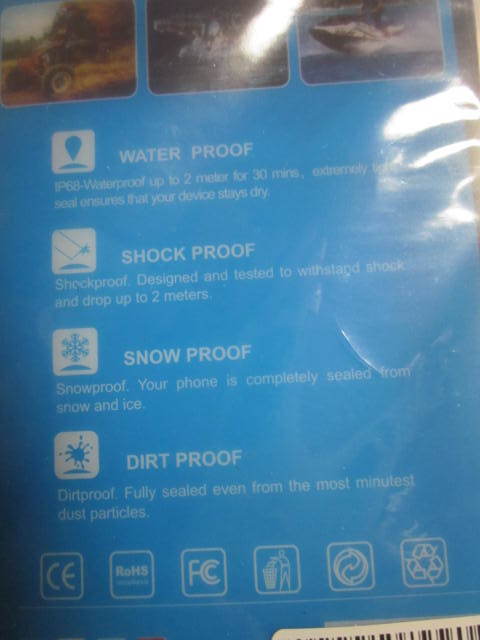 WATER PROOF
IP68-Waterproof up to 2 meter for 30 mins, extremely
seal ensures that your device stays dry.
SHOCK PROOF
Shockproof. Designed and tested to withstand shock
and drop up to 2 meters.
SNOW PROOF
Snowproof. Your phone is completely sealed from
snow and ice.
DIRT PROOF
Dirtproof. Fully sealed even from the most minutest
dust particles.
CE RoHS FC